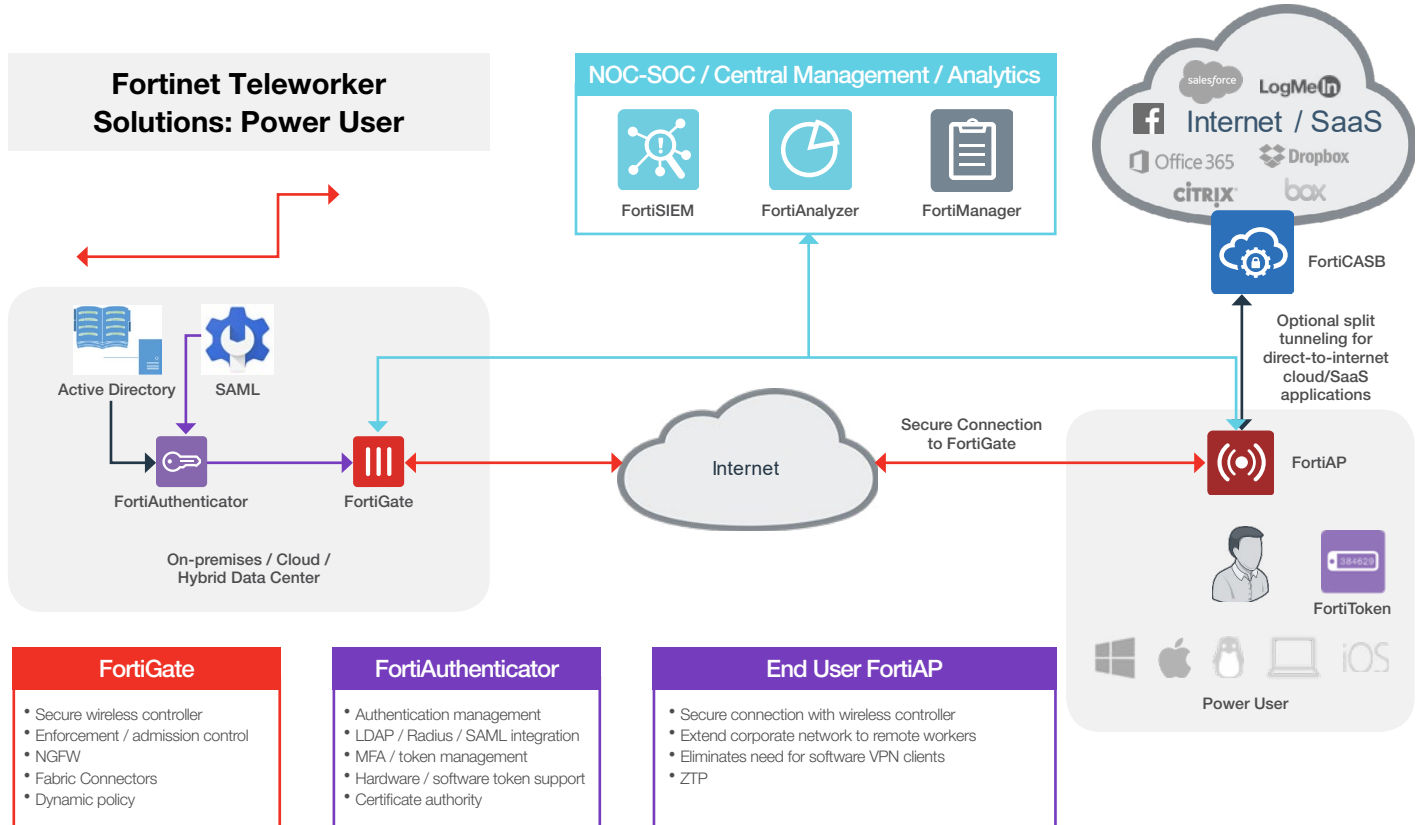 Fortinet Teleworker
Solutions: Power User
NOC-SOC / Central Management / Analytics
FortiSIEM
FortiAnalyzer
FortiManager
salesforce
LogMeIn
Internet / SaaS
Office 365
Dropbox
CİTRIX
box
FortiCASB
Optional split
tunneling for
direct-to-internet
cloud/SaaS
applications
Active Directory
SAML
FortiAuthenticator
FortiGate
On-premises / Cloud /
Hybrid Data Center
Internet
Secure Connection
to FortiGate
FortiAP
384629
FortiToken
iOS
Power User
FortiGate
• Secure wireless controller
• Enforcement / admission control
• NGFW
• Fabric Connectors
• Dynamic policy
FortiAuthenticator
• Authentication management
• LDAP / Radius / SAML integration
• MFA / token management
• Hardware / software token support
• Certificate authority
End User FortiAP
• Secure connection with wireless controller
• Extend corporate network to remote workers
• Eliminates need for software VPN clients
• ZTP